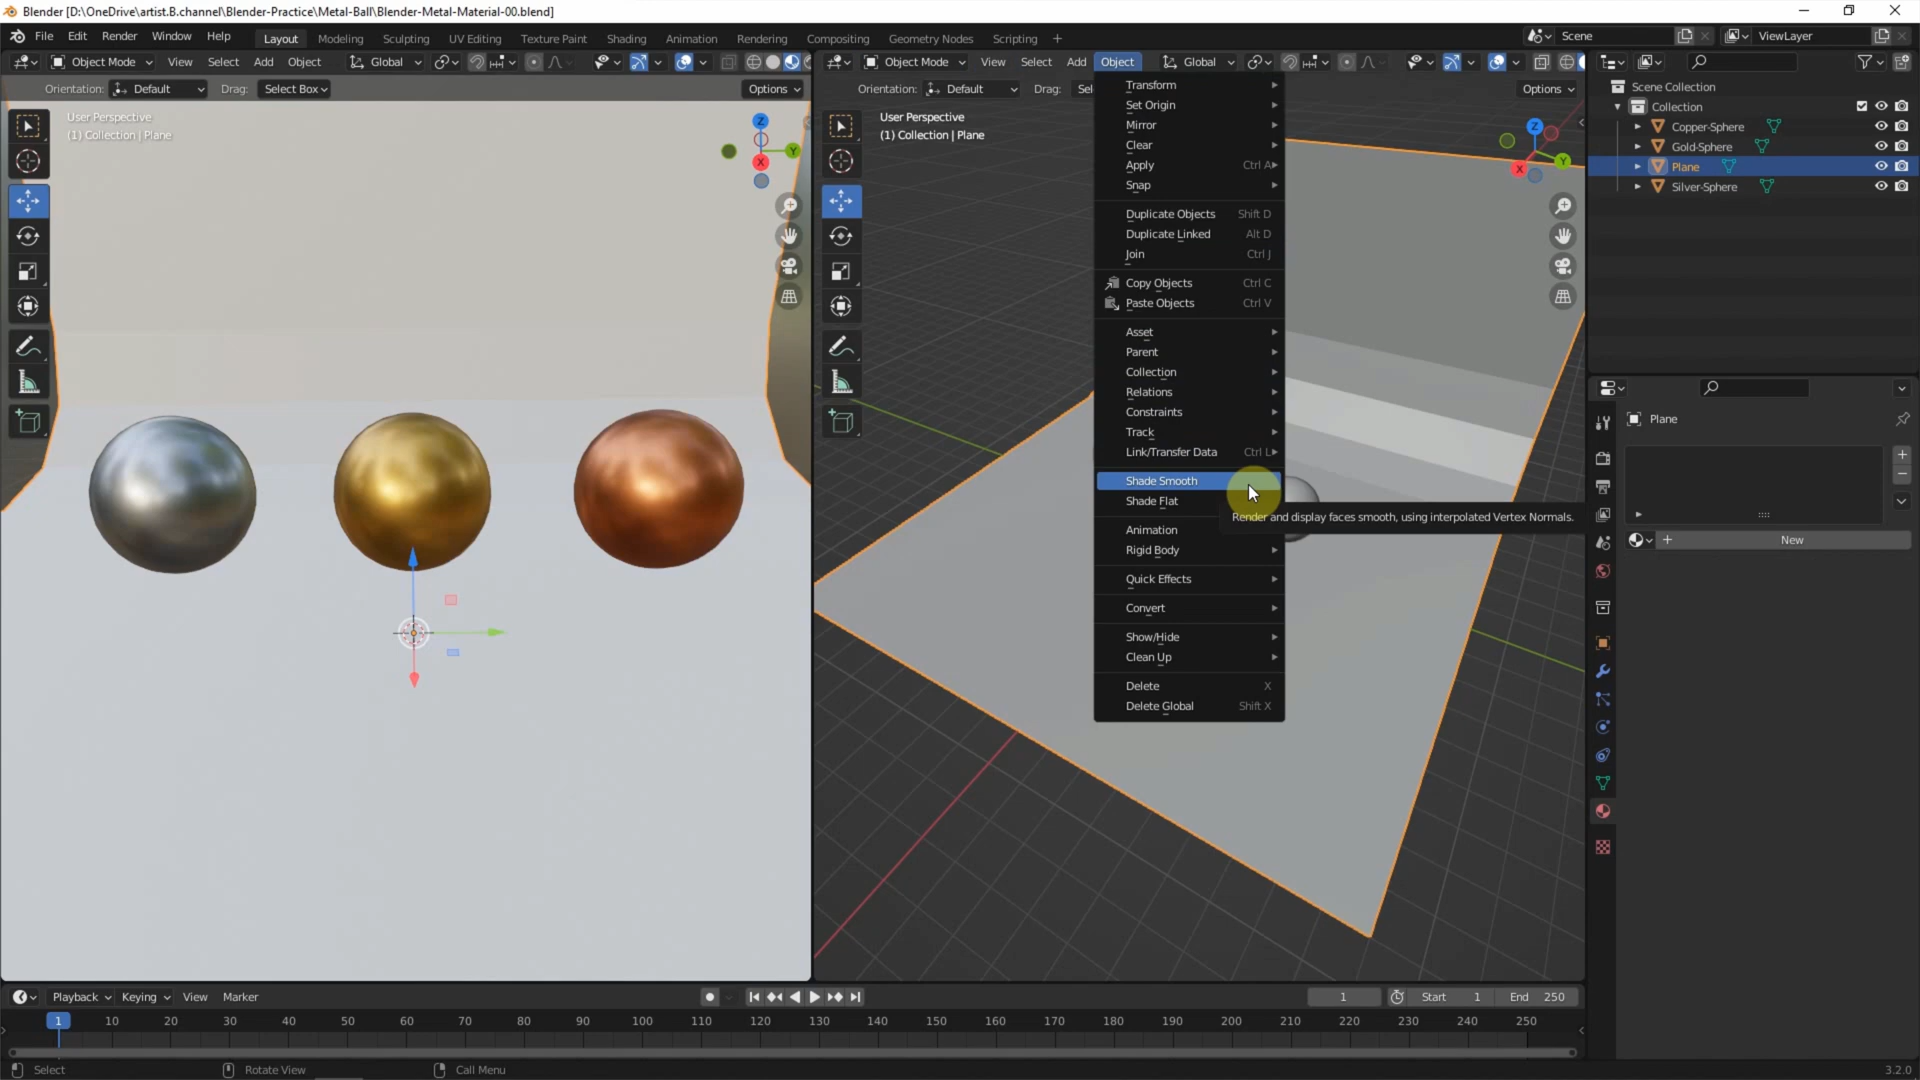 Blender [D:\OneDrive\artist.B.channel\Blender-Practice\Metal-Ball\Blender-Metal-Material-00.blend]
File Edit Render Window Help Layout Modeling Sculpting UV Editing Texture Paint Shading Animation Rendering Compositing Geometry Nodes Scripting + Scene ViewLayer
Object Mode View Select Add Object Global
Object Mode View Select Add Object Global
Orientation: Default Drag: Select Box Options
Orientation: Default Drag: Sel Options
User Perspective
(1) Collection | Plane
Z
Y
X
User Perspective
(1) Collection | Plane
Z
Y
X
Transform
Set Origin
Mirror
Clear
Apply Ctrl A
Snap
Duplicate Objects Shift D
Duplicate Linked Alt D
Join Ctrl J
Copy Objects Ctrl C
Paste Objects Ctrl V
Asset
Parent
Collection
Relations
Constraints
Track
Link/Transfer Data Ctrl L
Shade Smooth
Shade Flat
Render and display faces smooth, using interpolated Vertex Normals.
Animation
Rigid Body
Quick Effects
Convert
Show/Hide
Clean Up
Delete X
Delete Global Shift X
Scene Collection
Collection
Copper-Sphere
Gold-Sphere
Plane
Silver-Sphere
Plane
+ New
Playback Keying View Marker 1 Start 1 End 250
1 10 20 30 40 50 60 70 80 90 100 110 120 130 140 150 160 170 180 190 200 210 220 230 240 250
Select Rotate View Call Menu 3.2.0